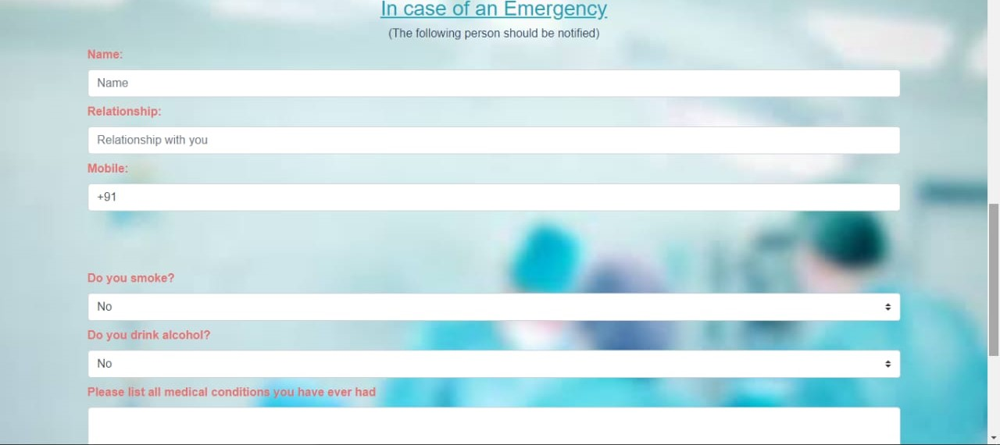 In case of an Emergency
(The following person should be notified)
Name:
Name
Relationship:
Relationship with you
Mobile:
+91
Do you smoke?
No
Do you drink alcohol?
No
Please list all medical conditions you have ever had